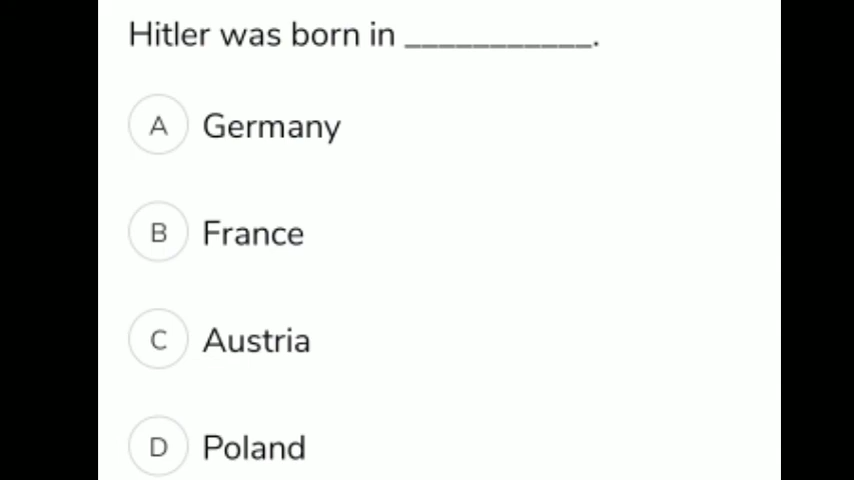 Hitler was born in ___________.
A Germany
B France
C Austria
D Poland